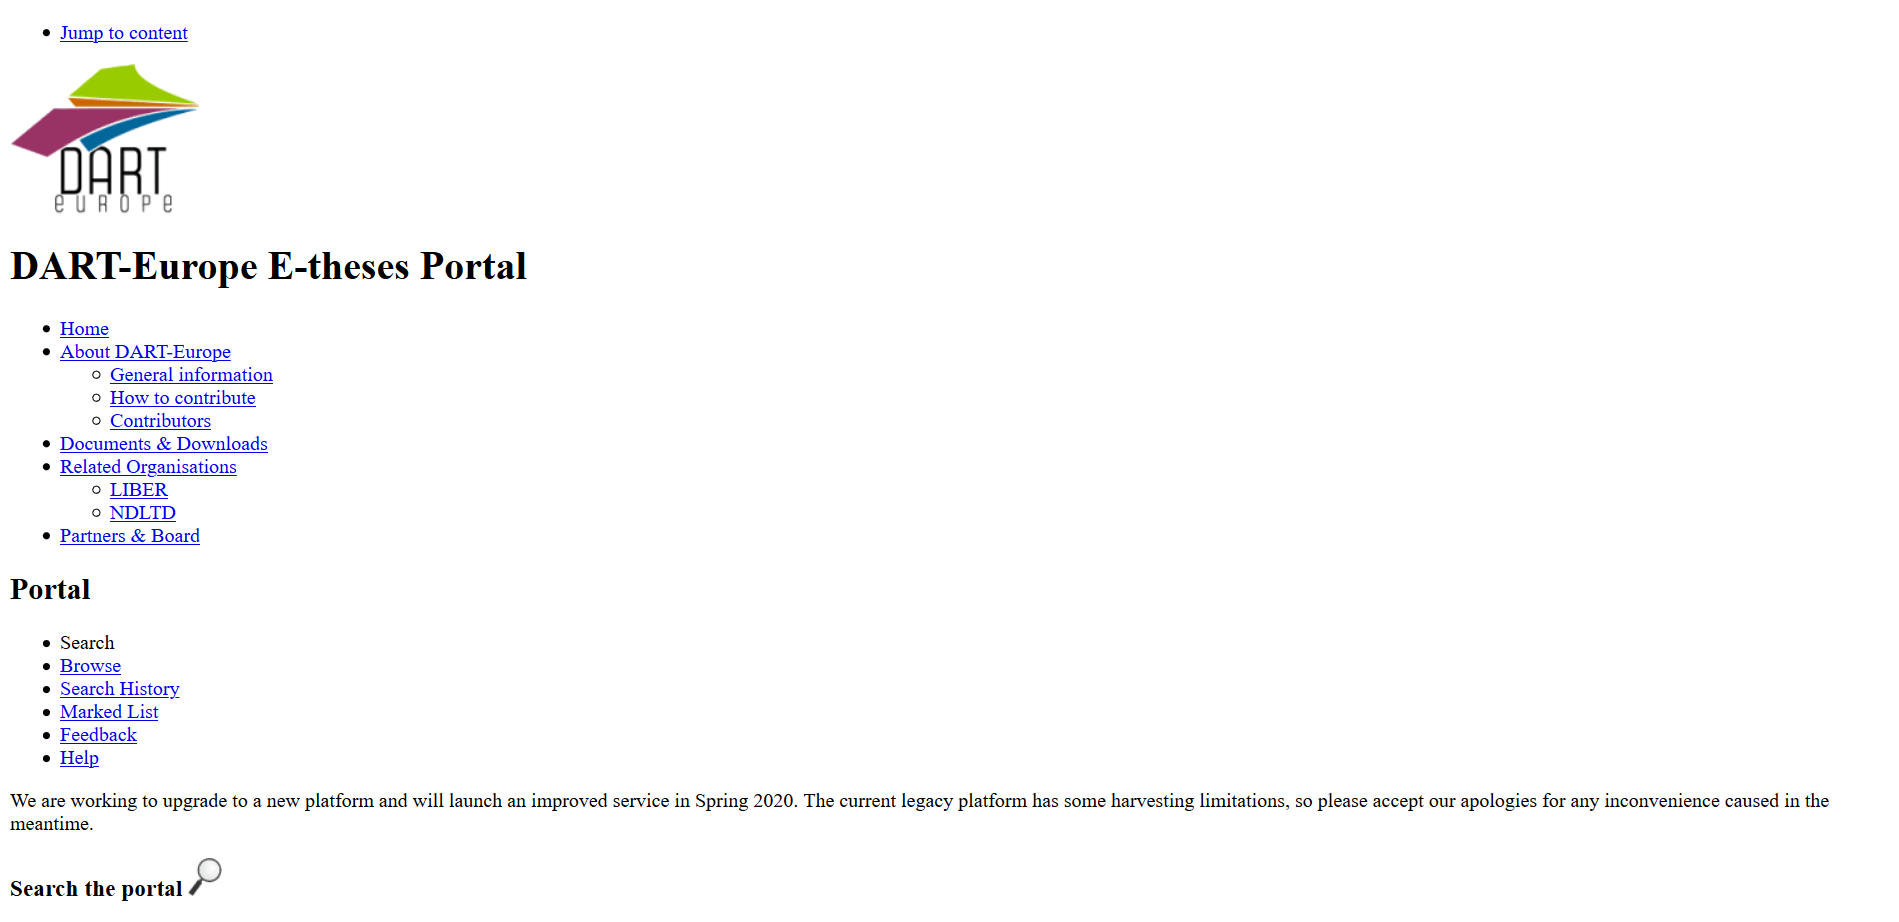 Jump to content
DART
EUROPE
DART-Europe E-theses Portal
Home
About DART-Europe
General information
How to contribute
Contributors
Documents & Downloads
Related Organisations
LIBER
NDLTD
Partners & Board
Portal
Search
Browse
Search History
Marked List
Feedback
Help
We are working to upgrade to a new platform and will launch an improved service in Spring 2020. The current legacy platform has some harvesting limitations, so please accept our apologies for any inconvenience caused in the
meantime.
Search the portal